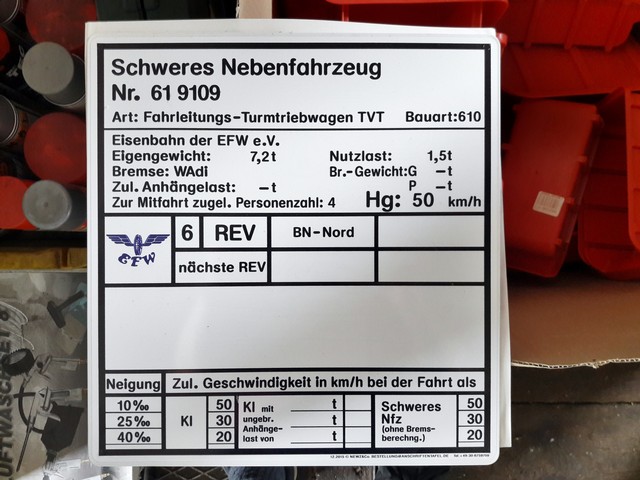 Schweres Nebenfahrzeug
Nr. 61 9109
Art: Fahrleitungs-Turmtriebwagen TVT Bauart:610
Eisenbahn der EFW e.V.
Eigengewicht: 7,2t Nutzlast: 1,5t
Bremse: WAdi Br.-Gewicht:G -t
Zul. Anhängelast: -t P -t
Zur Mitfahrt zugel. Personenzahl: 4 Hg: 50 km/h
EFW 6 REV BN-Nord
nächste REV
Neigung Zul. Geschwindigkeit in km/h bei der Fahrt als
10‰ 25‰ 40‰
Kl 50 30 20
Kl mit t
ungebr. Anhänge- t
last von t
Schweres Nfz (ohne Brems- berechng.) 50 30 20
LUFTWÄSCHER